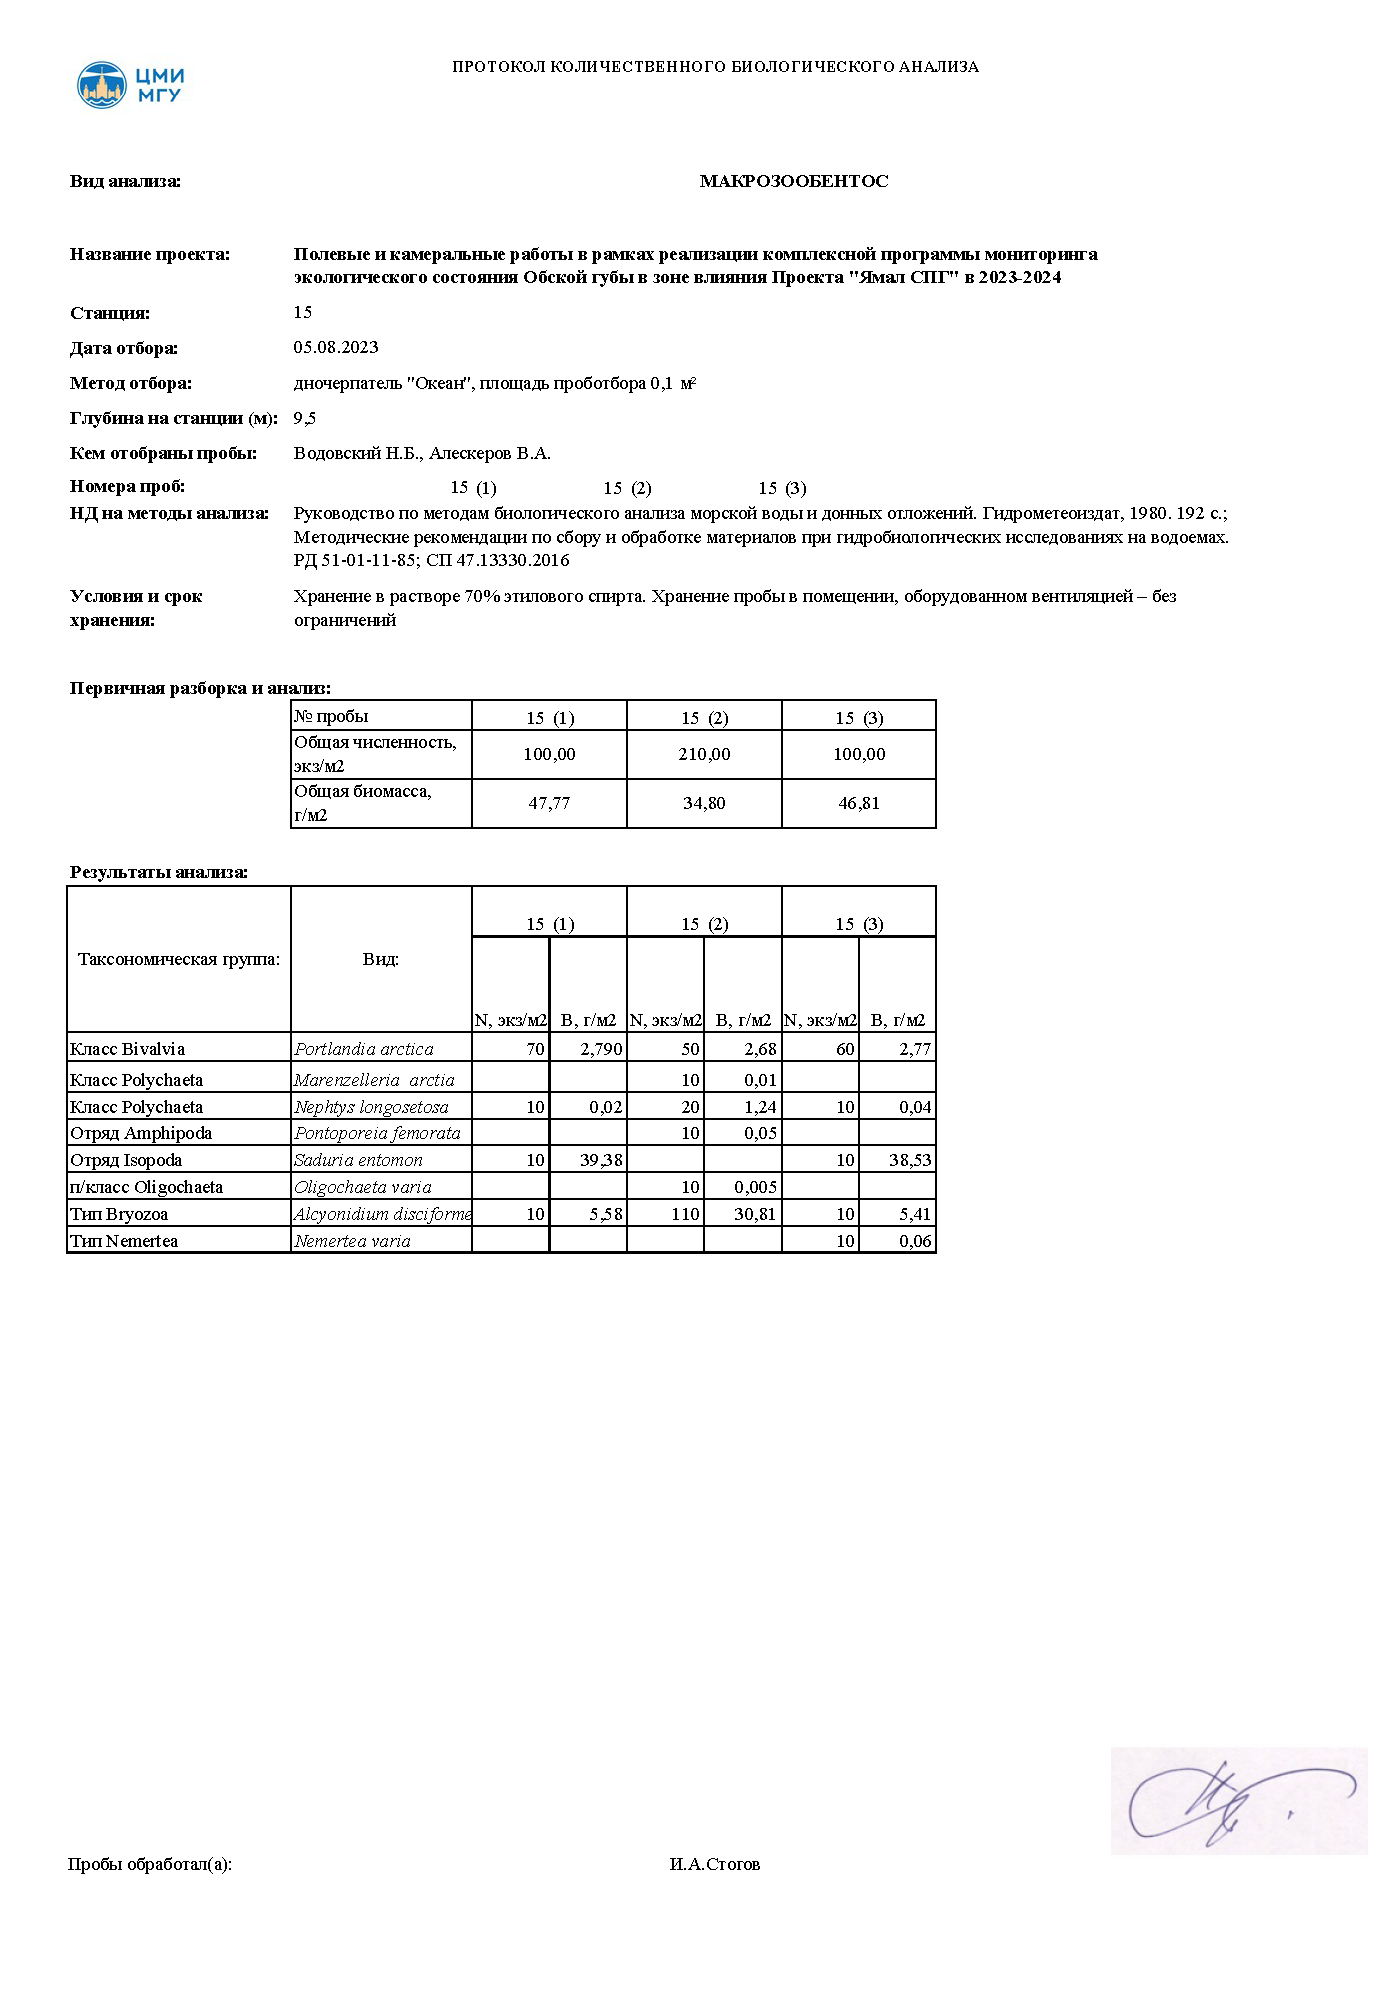 ЦМИ
МГУ
ПРОТОКОЛ КОЛИЧЕСТВЕННОГО БИОЛОГИЧЕСКОГО АНАЛИЗА
Вид анализа: МАКРОЗООБЕНТОС
Название проекта: Полевые и камеральные работы в рамках реализации комплексной программы мониторинга
экологического состояния Обской губы в зоне влияния Проекта "Ямал СПГ" в 2023-2024
Станция: 15
Дата отбора: 05.08.2023
Метод отбора: дночерпатель "Океан", площадь проботбора 0,1 м²
Глубина на станции (м): 9,5
Кем отобраны пробы: Водовский Н.Б., Алескеров В.А.
Номера проб: 15 (1) 15 (2) 15 (3)
НД на методы анализа: Руководство по методам биологического анализа морской воды и донных отложений. Гидрометеоиздат, 1980. 192 с.;
Методические рекомендации по сбору и обработке материалов при гидробиологических исследованиях на водоемах.
РД 51-01-11-85; СП 47.13330.2016
Условия и срок Хранение в растворе 70% этилового спирта. Хранение пробы в помещении, оборудованном вентиляцией – без
хранения: ограничений
Первичная разборка и анализ:
№ пробы 15 (1) 15 (2) 15 (3)
Общая численность,
экз/м2 100,00 210,00 100,00
Общая биомасса,
г/м2 47,77 34,80 46,81
Результаты анализа:
15 (1) 15 (2) 15 (3)
Таксономическая группа: Вид:
N, экз/м2 B, г/м2 N, экз/м2 B, г/м2 N, экз/м2 B, г/м2
Класс Bivalvia Portlandia arctica 70 2,790 50 2,68 60 2,77
Класс Polychaeta Marenzelleria arctia 10 0,01
Класс Polychaeta Nephtys longosetosa 10 0,02 20 1,24 10 0,04
Отряд Amphipoda Pontoporeia femorata 10 0,05
Отряд Isopoda Saduria entomon 10 39,38 10 38,53
п/класс Oligochaeta Oligochaeta varia 10 0,005
Тип Bryozoa Alcyonidium disciforme 10 5,58 110 30,81 10 5,41
Тип Nemertea Nemertea varia 10 0,06
Пробы обработал(а): И.А.Стогов